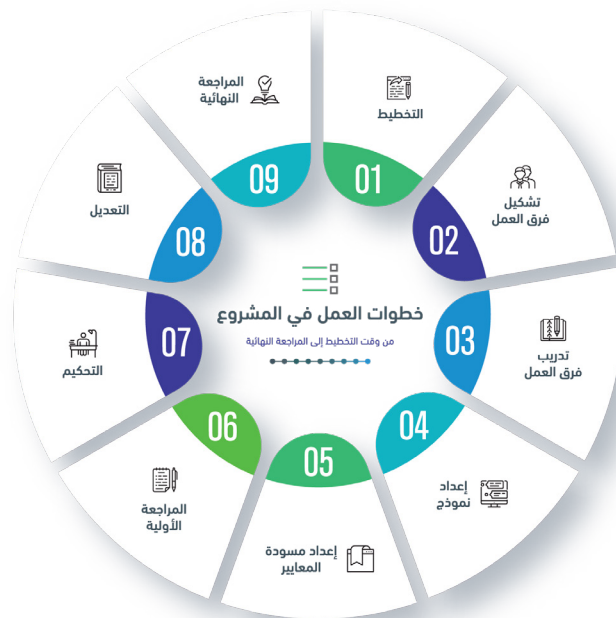 خطوات العمل في المشروع
من وقت التخطيط إلى المراجعة النهائية
01
التخطيط
02
تشكيل
فرق العمل
03
تدريب
فرق العمل
04
إعداد
نموذج
05
إعداد مسودة
المعايير
06
المراجعة
الأولية
07
التحكيم
08
التعديل
09
المراجعة
النهائية